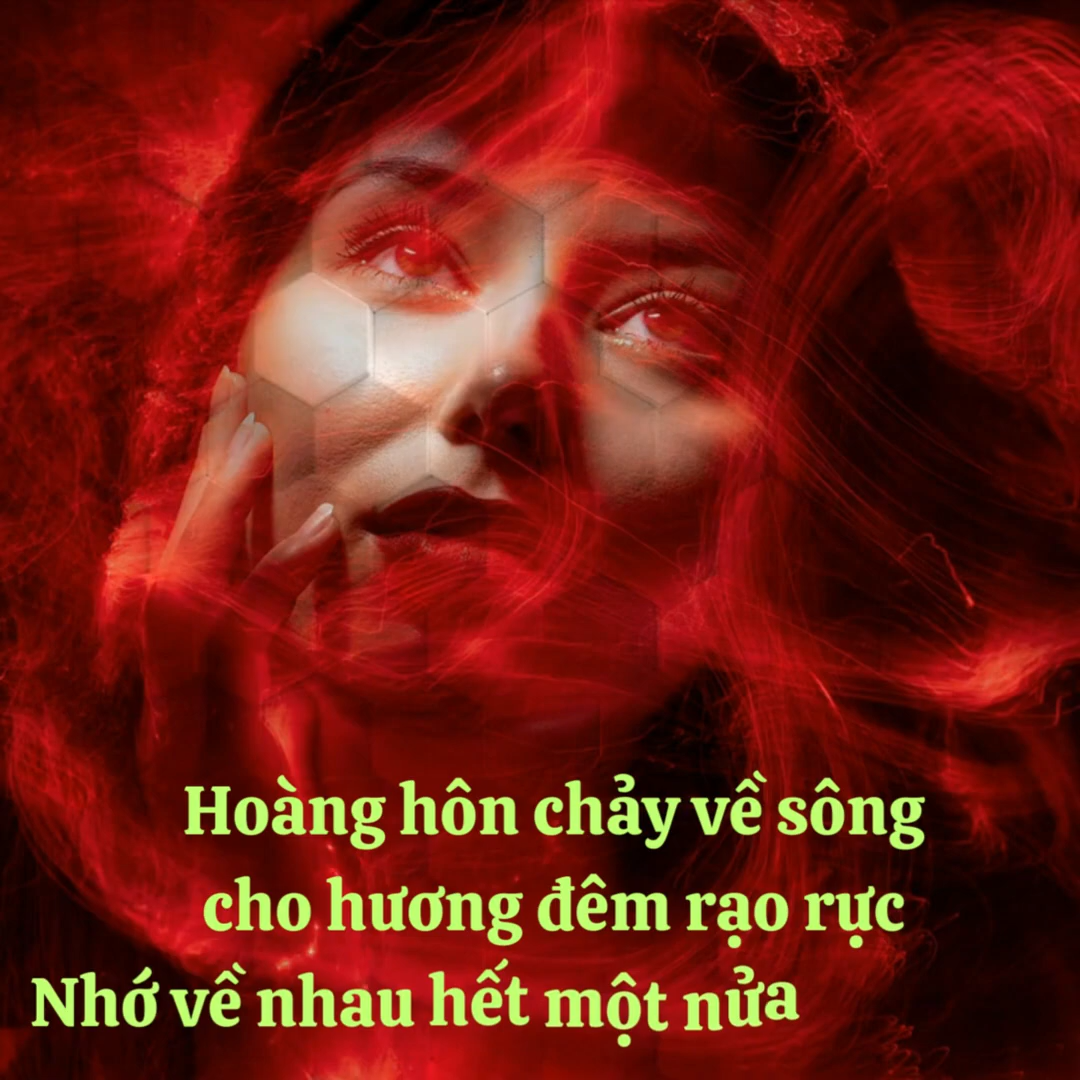 Hoàng hôn chảy về sông
cho hương đêm rạo rực
Nhớ về nhau hết một nửa